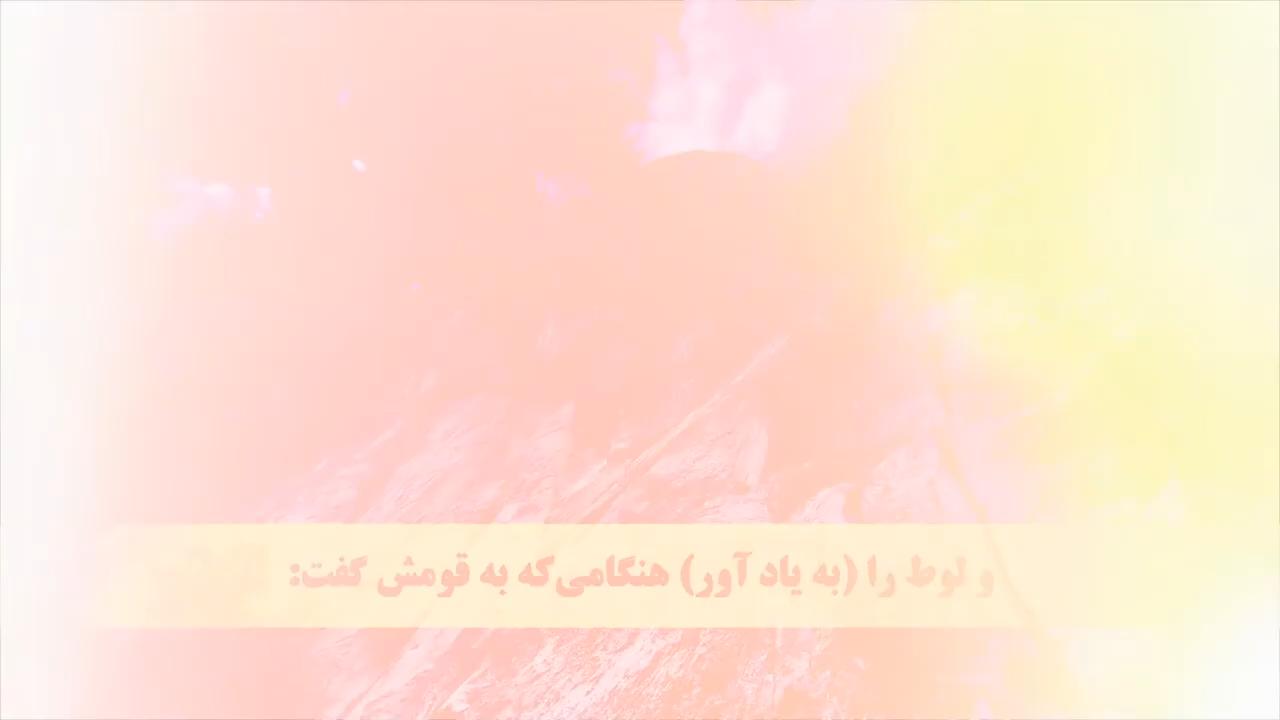 و لوط را (به یاد آور) هنگامی‌که به قومش گفت: